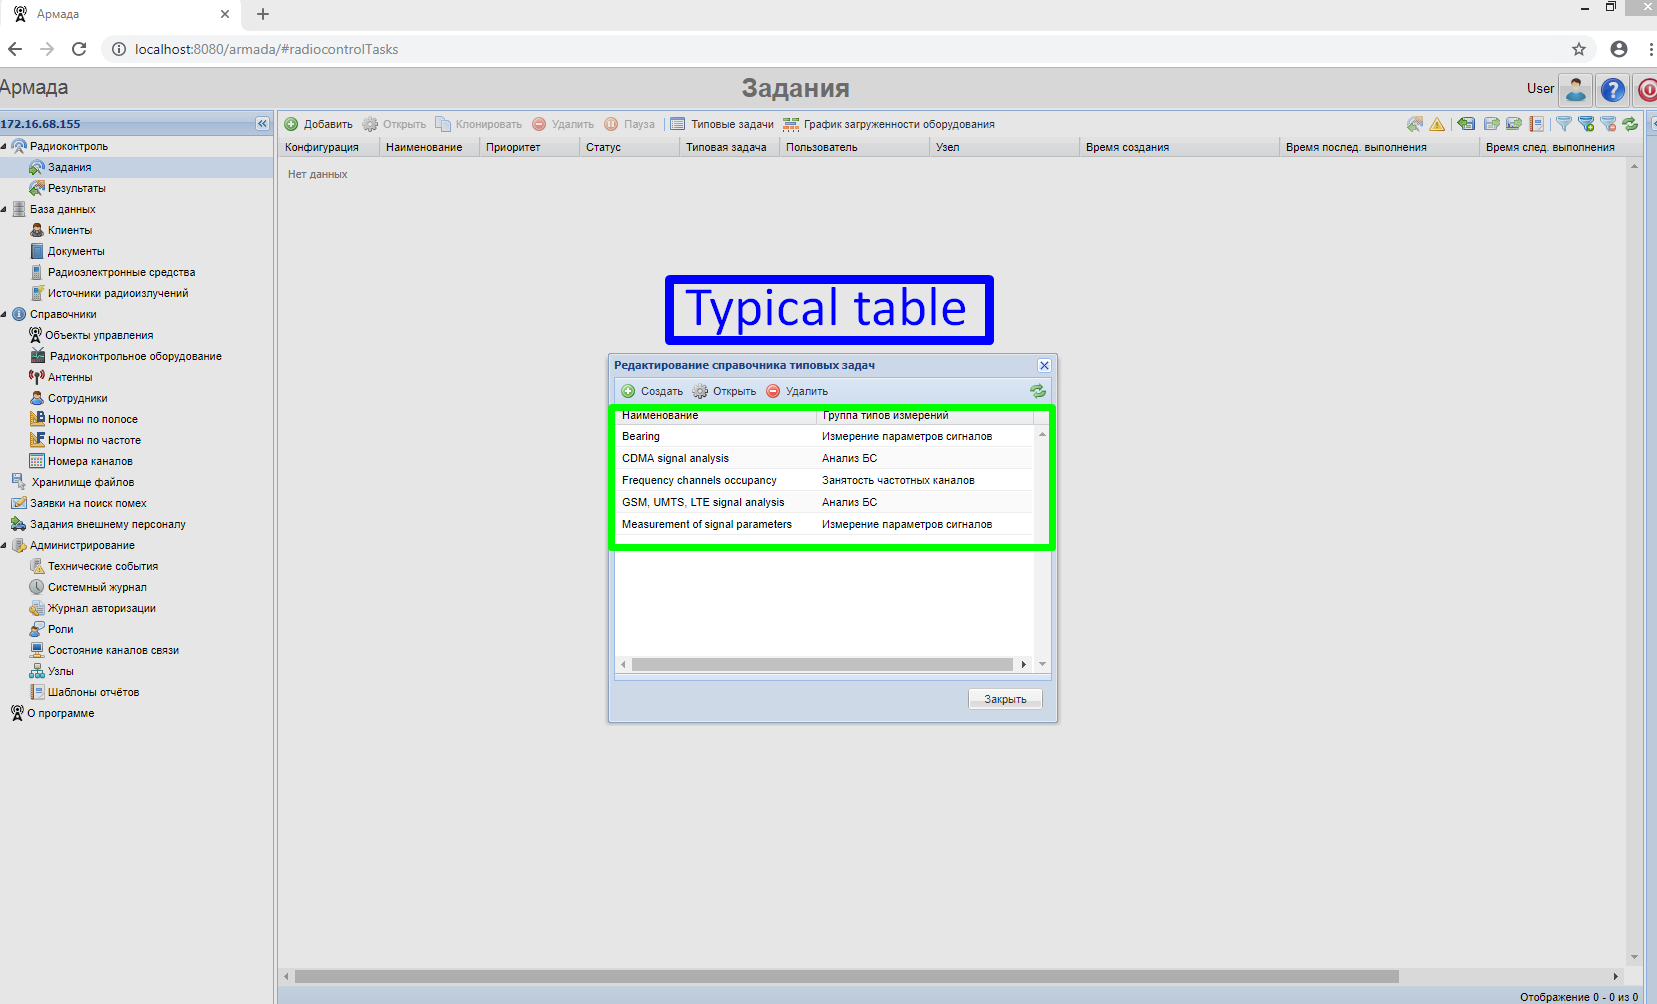 Армада
localhost:8080/armada/#radiocontrolTasks
Армада
Задания
User
172.16.68.155
Добавить Открыть Клонировать Удалить Пауза Типовые задачи График загруженности оборудования
Конфигурация Наименование Приоритет Статус Типовая задача Пользователь Узел Время создания Время послед. выполнения Время след. выполнения
Нет данных
Радиоконтроль
Задания
Результаты
База данных
Клиенты
Документы
Радиоэлектронные средства
Источники радиоизлучений
Справочники
Объекты управления
Радиоконтрольное оборудование
Антенны
Сотрудники
Нормы по полосе
Нормы по частоте
Номера каналов
Хранилище файлов
Заявки на поиск помех
Задания внешнему персоналу
Администрирование
Технические события
Системный журнал
Журнал авторизации
Роли
Состояние каналов связи
Узлы
Шаблоны отчётов
О программе
Typical table
Редактирование справочника типовых задач
Создать Открыть Удалить
Наименование Группа типов измерений
Bearing Измерение параметров сигналов
CDMA signal analysis Анализ БС
Frequency channels occupancy Занятость частотных каналов
GSM, UMTS, LTE signal analysis Анализ БС
Measurement of signal parameters Измерение параметров сигналов
Закрыть
Отображение 0 - 0 из 0